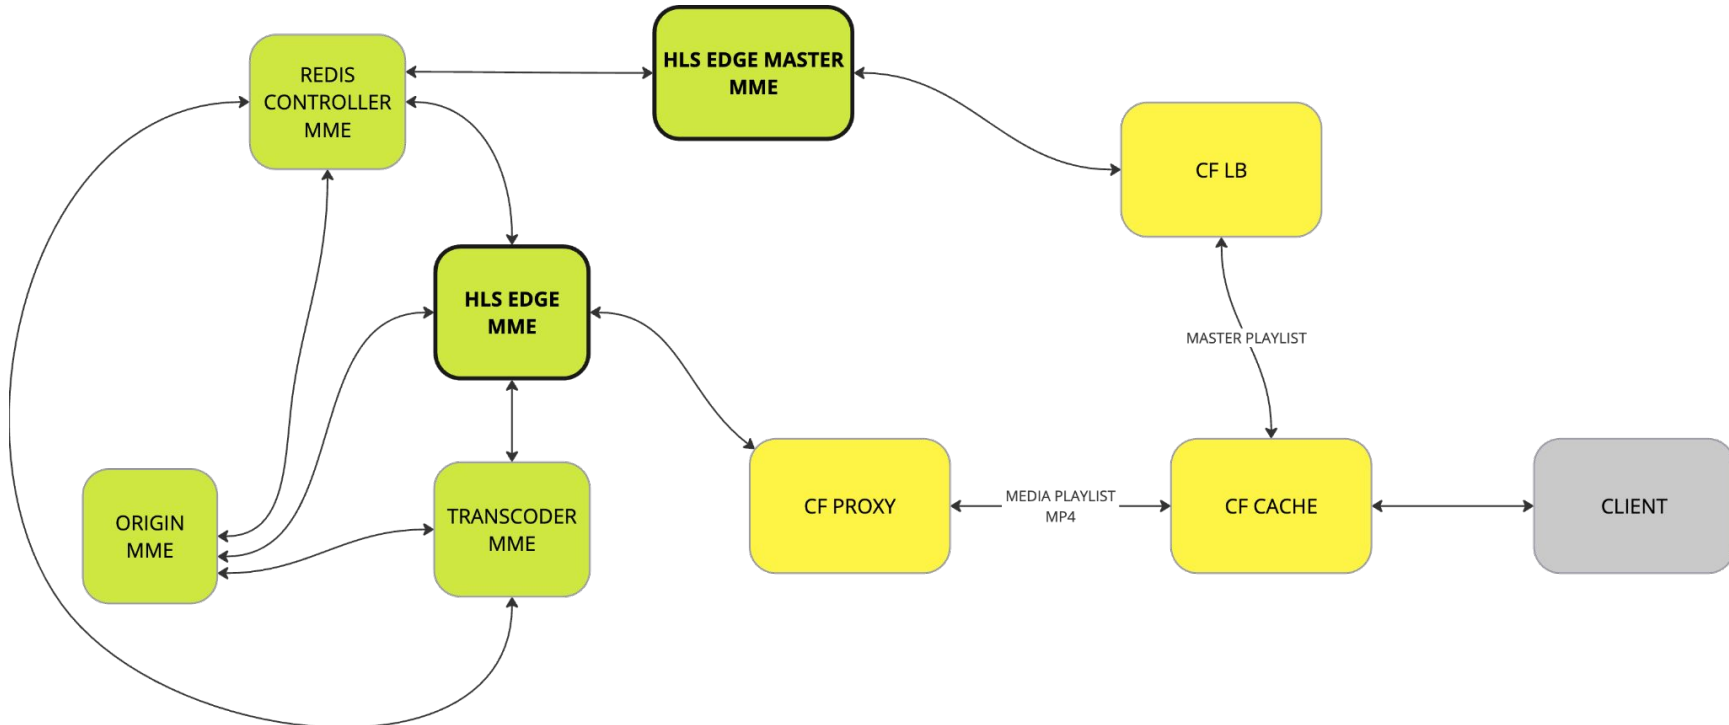 HLS EDGE MASTER
MME
REDIS
CONTROLLER
MME
CF LB
HLS EDGE
MME
MASTER PLAYLIST
ORIGIN
MME
TRANSCODER
MME
CF PROXY
MEDIA PLAYLIST
MP4
CF CACHE
CLIENT